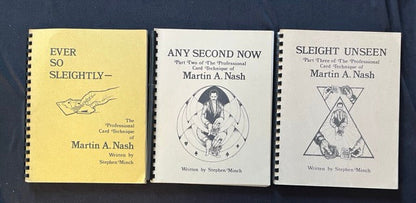 EVER
SO
SLEIGHTLY—
The
Professional
Card Technique
of
Martin A. Nash
Written by
Stephen Minch
ANY SECOND NOW
Part Two of The Professional
Card Technique of
Martin A. Nash
Written by Stephen Minch
SLEIGHT UNSEEN
Part Three of The Professional
Card Technique of
Martin A. Nash
Written by Stephen Minch